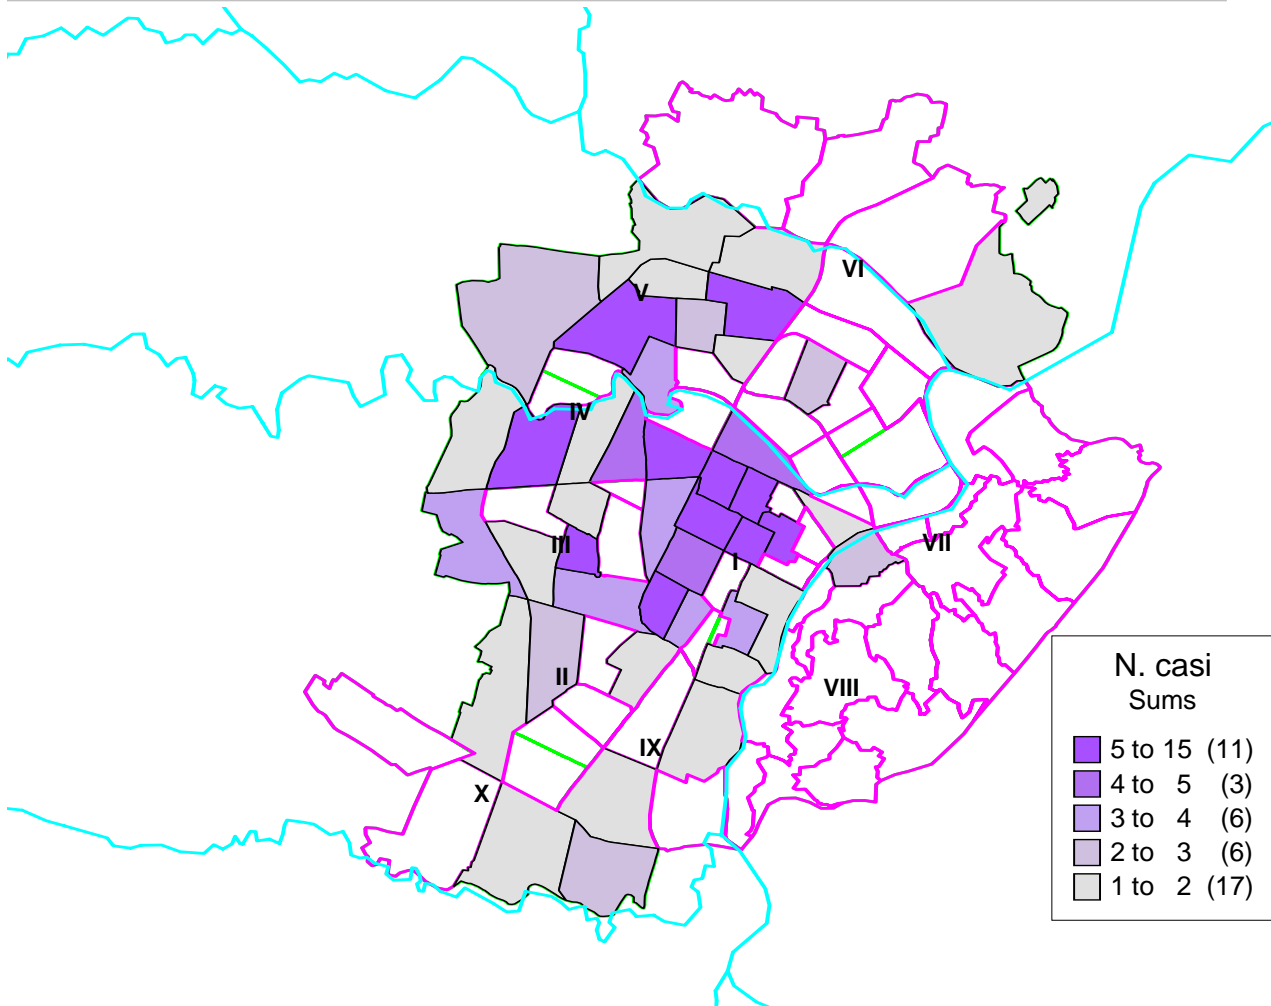 VI
V
IV
III
VII
I
II
VIII
IX
X
N. casi
Sums
5 to 15 (11)
4 to 5 (3)
3 to 4 (6)
2 to 3 (6)
1 to 2 (17)